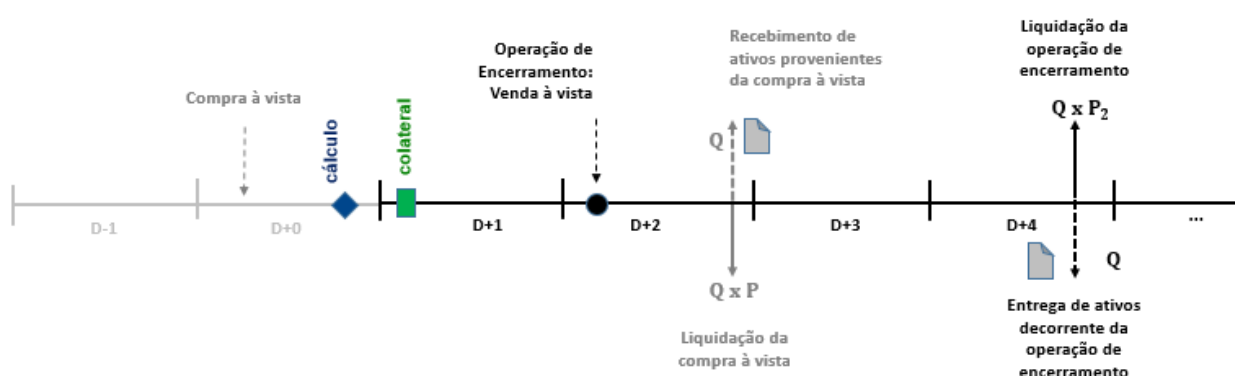 Compra à vista
cálculo
colateral
Operação de
Encerramento:
Venda à vista
Recebimento de
ativos provenientes
da compra à vista
Q
Liquidação da
operação de
encerramento
Q x P₂
D-1
D+0
D+1
D+2
D+3
D+4
...
Q x P
Liquidação da
compra à vista
Q
Entrega de ativos
decorrente da
operação de
encerramento